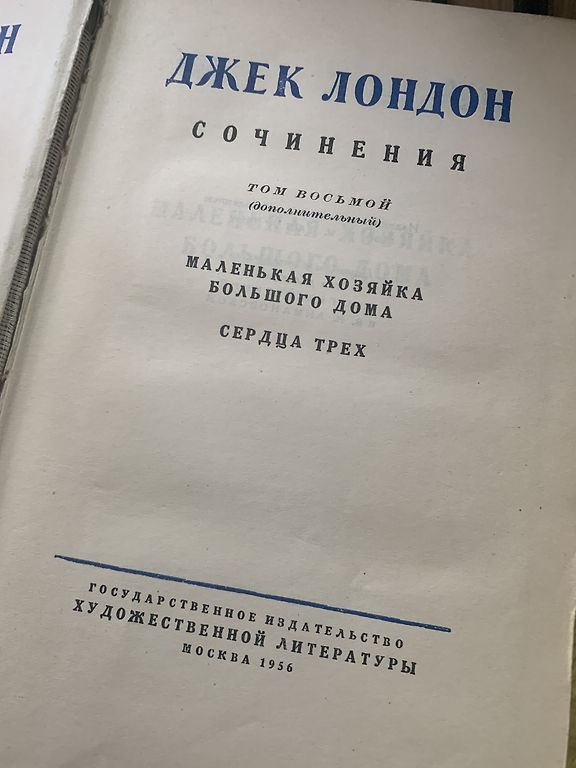 Н
ДЖЕК ЛОНДОН
СОЧИНЕНИЯ
ТОМ ВОСЬМОЙ
(дополнительный)
МАЛЕНЬКАЯ ХОЗЯЙКА
БОЛЬШОГО ДОМА
СЕРДЦА ТРЕХ
ГОСУДАРСТВЕННОЕ ИЗДАТЕЛЬСТВО
ХУДОЖЕСТВЕННОЙ ЛИТЕРАТУРЫ
МОСКВА 1956